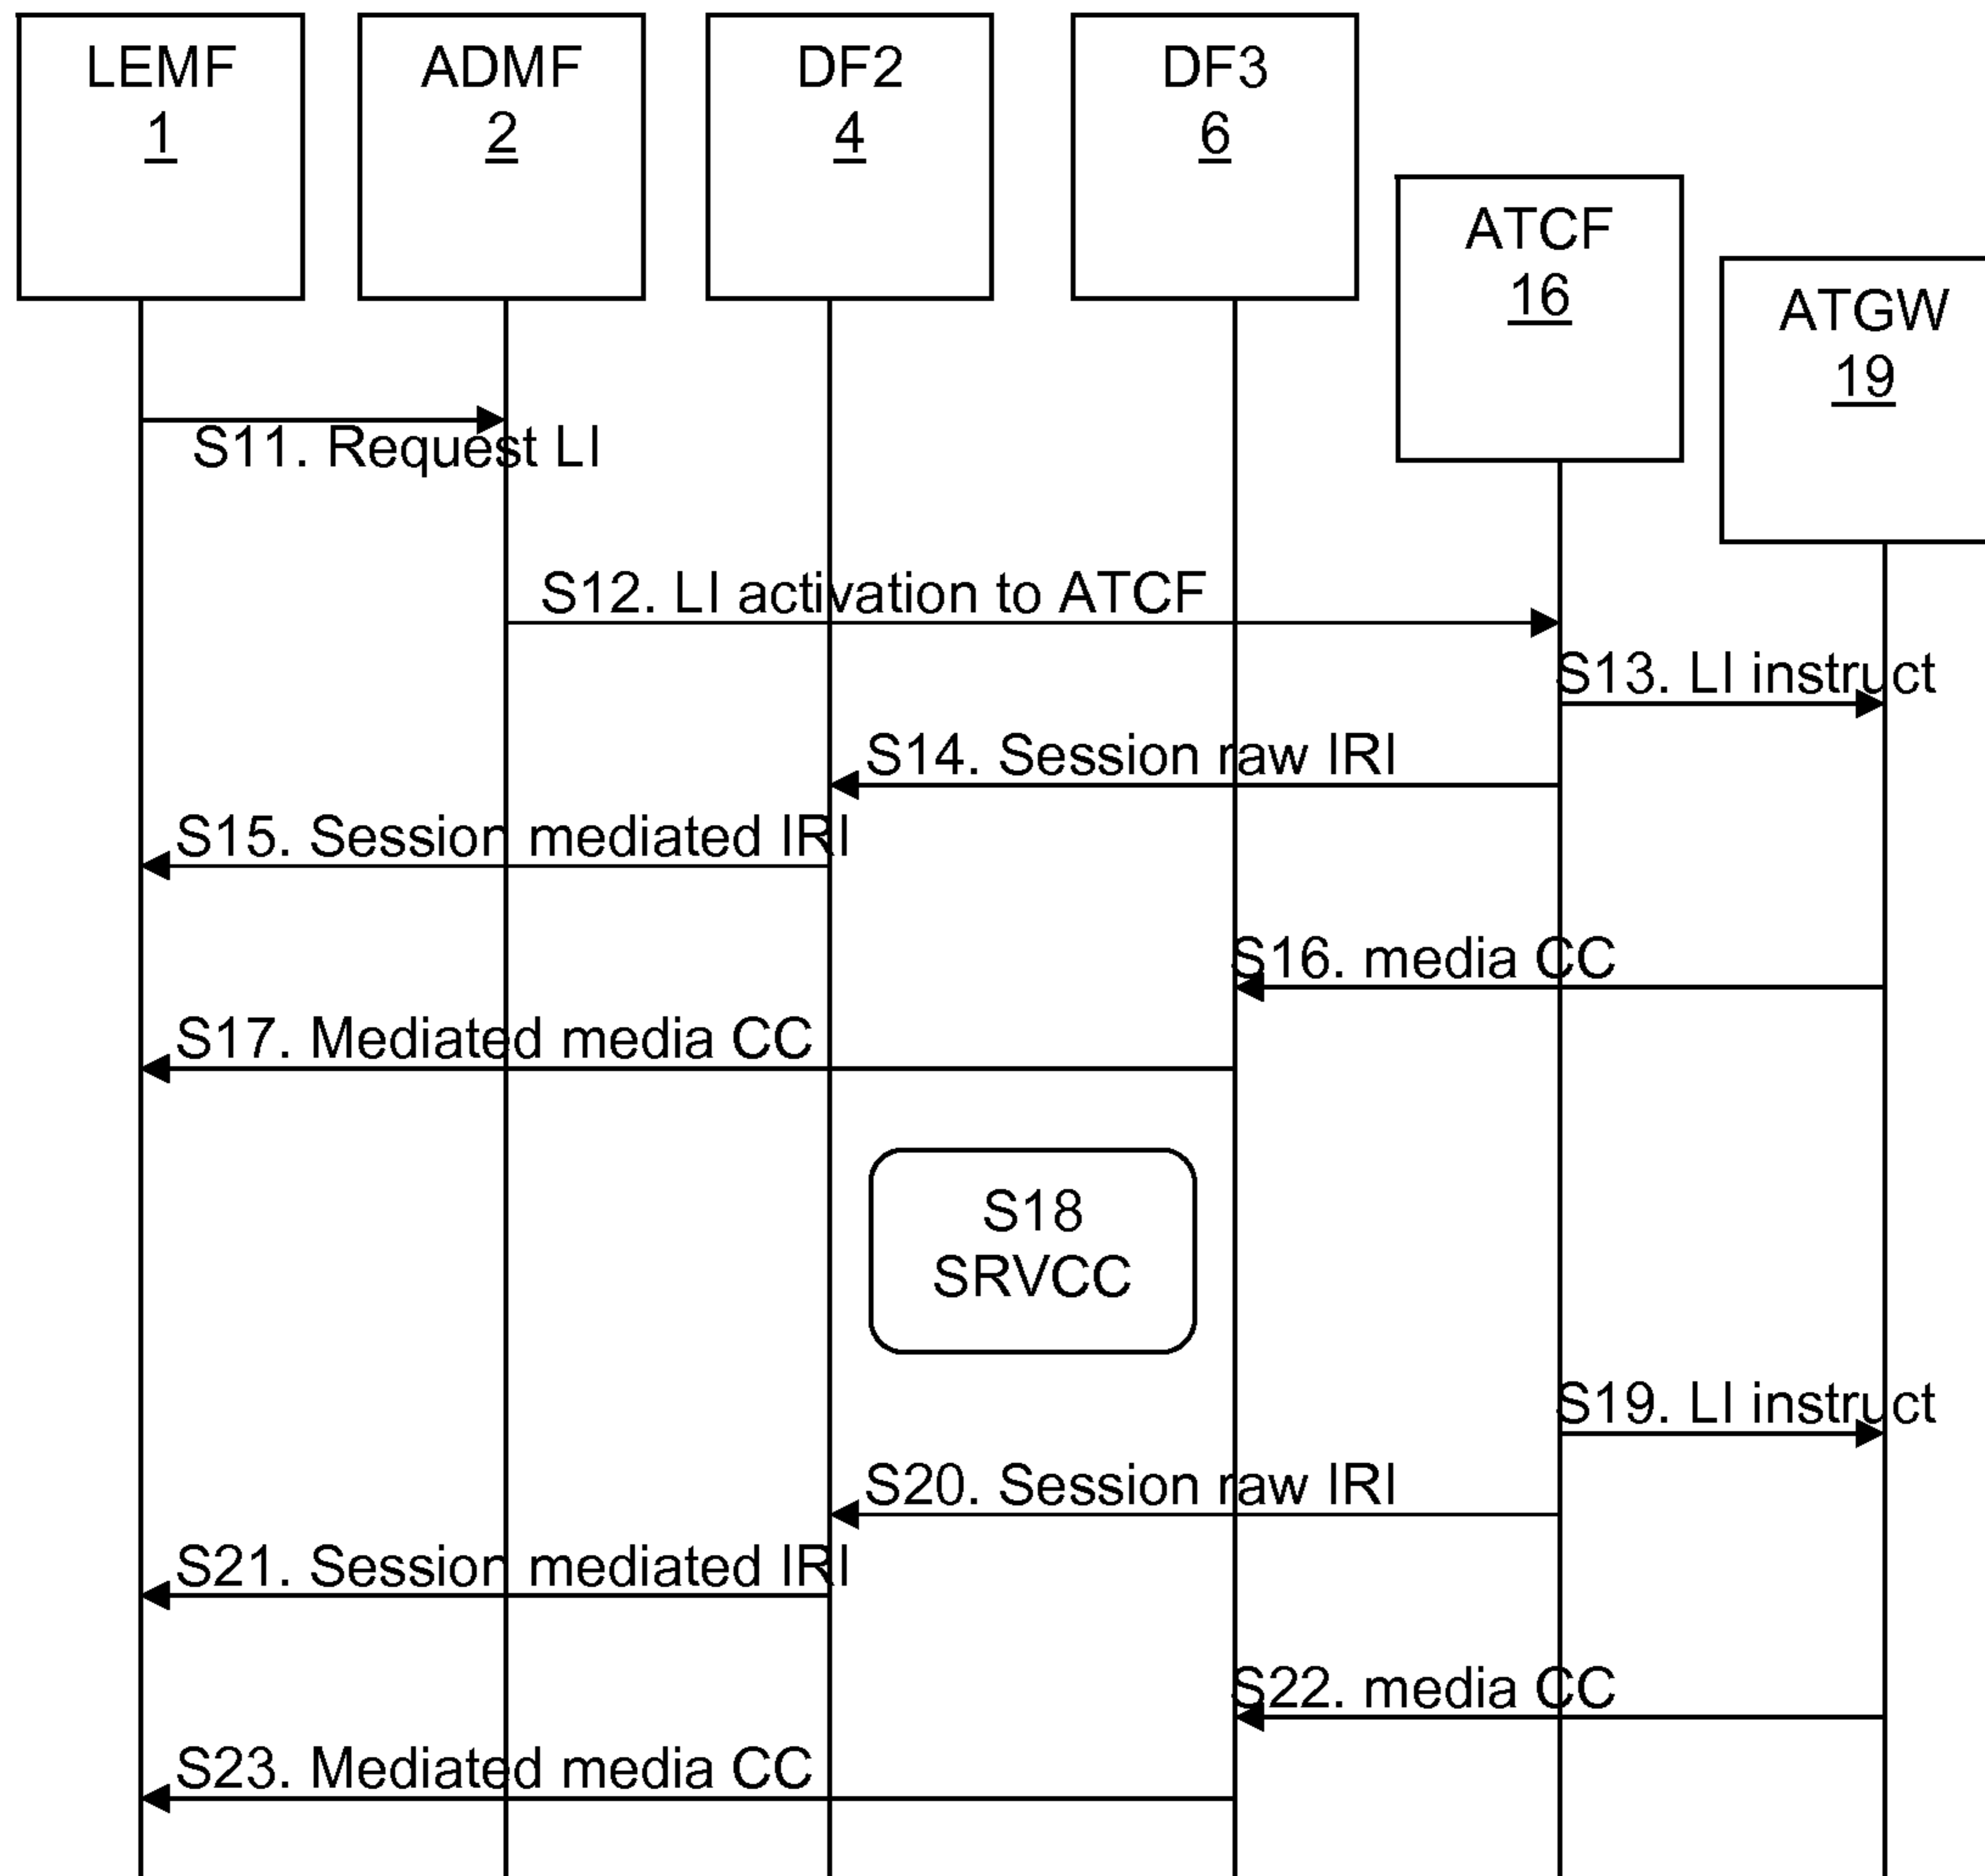 LEMF
1
ADMF
2
DF2
4
DF3
6
ATCF
16
ATGW
19
S11. Request LI
S12. LI activation to ATCF
S13. LI instruct
S14. Session raw IRI
S15. Session mediated IRI
S16. media CC
S17. Mediated media CC
S18
SRVCC
S19. LI instruct
S20. Session raw IRI
S21. Session mediated IRI
S22. media CC
S23. Mediated media CC